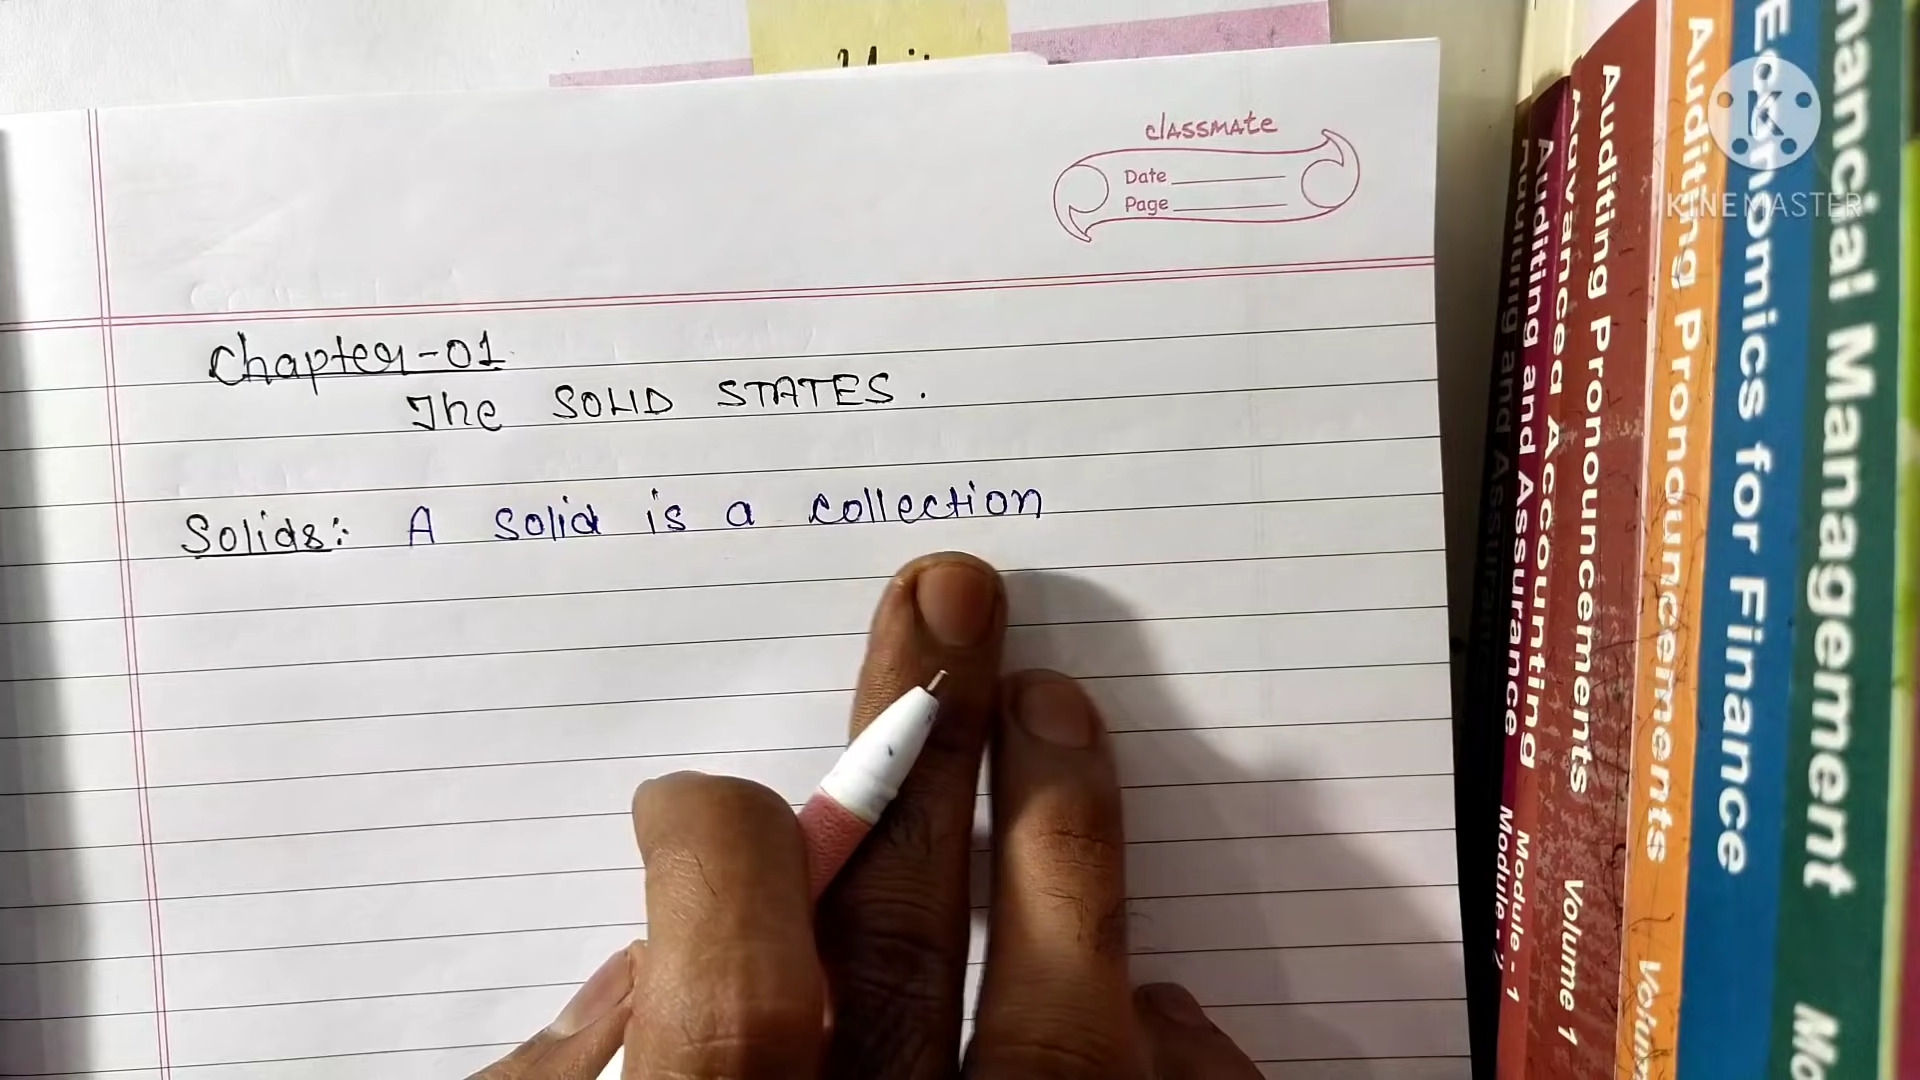 classmate
Date
Page
Chapter-01
The SOLID STATES.
Solids:- A solid is a collection
KINEMASTER
Auditing and Assurance Module - 2
Auditing and Assurance Module - 1
Advanced Accounting
Auditing Pronouncements Volume 1
Auditing Pronouncements
Economics for Finance
Management